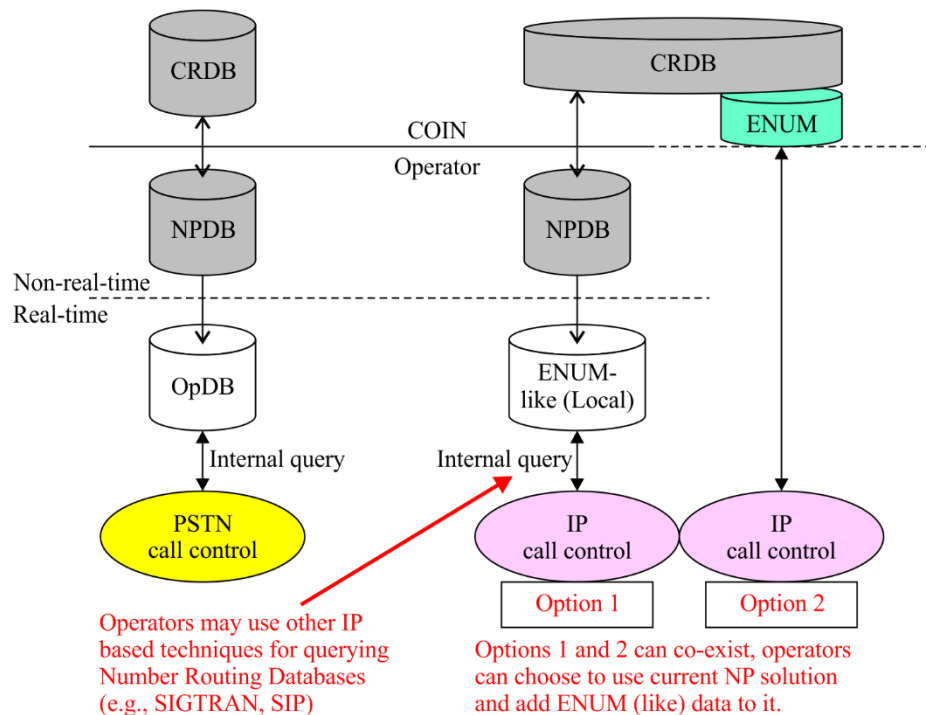 CRDB
CRDB
ENUM
COIN
Operator
NPDB
NPDB
Non-real-time
Real-time
OpDB
ENUM-
like (Local)
Internal query
Internal query
PSTN
call control
IP
call control
IP
call control
Option 1
Option 2
Operators may use other IP
based techniques for querying
Number Routing Databases
(e.g., SIGTRAN, SIP)
Options 1 and 2 can co-exist, operators
can choose to use current NP solution
and add ENUM (like) data to it.